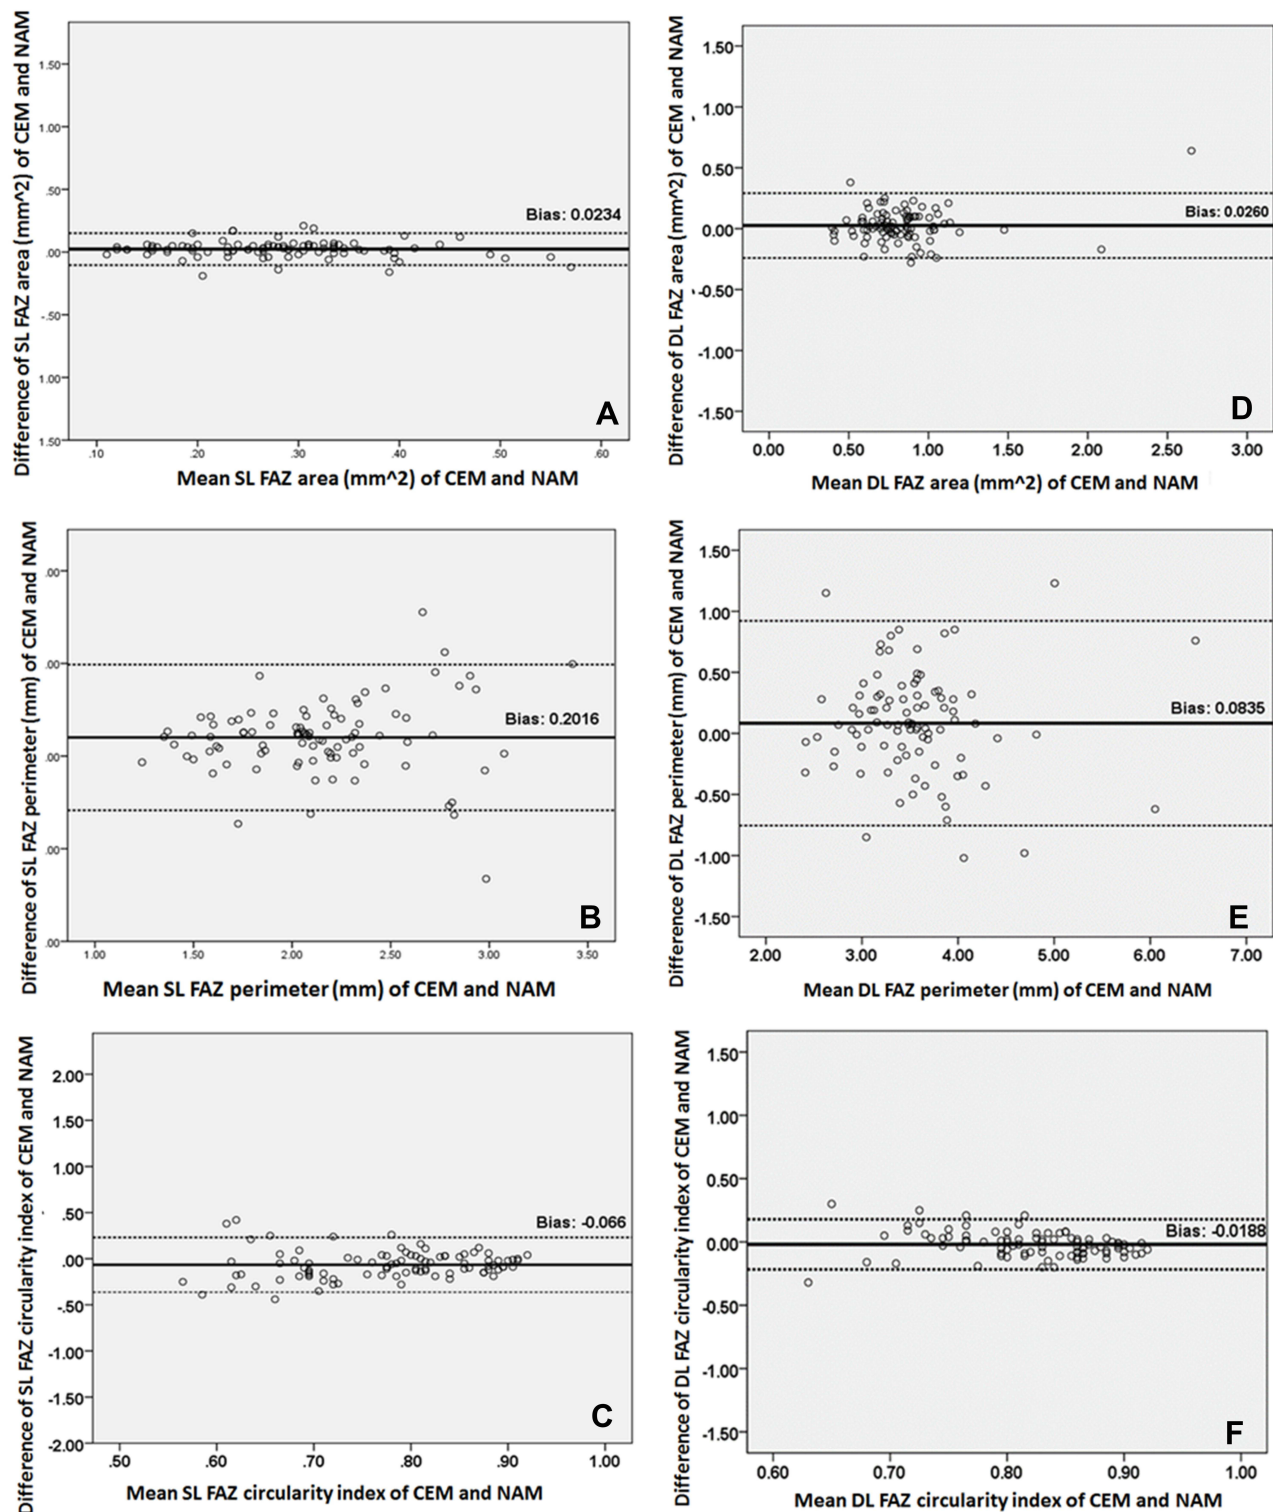 Difference of SL FAZ area (mm^2) of CEM and NAM
1.50
1.00
.50
.00
-.50
1.00
1.50
Bias: 0.0234
A
.10 .20 .30 .40 .50 .60
Mean SL FAZ area (mm^2) of CEM and NAM
Difference of DL FAZ area (mm^2) of CEM and NAM
1.50
1.00
0.50
0.00
-0.50
-1.00
-1.50
Bias: 0.0260
D
0.00 0.50 1.00 1.50 2.00 2.50 3.00
Mean DL FAZ area (mm^2) of CEM and NAM
Difference of SL FAZ perimeter (mm) of CEM and NAM
.00
.00
.00
.00
.00
Bias: 0.2016
B
1.00 1.50 2.00 2.50 3.00 3.50
Mean SL FAZ perimeter (mm) of CEM and NAM
Difference of DL FAZ perimeter (mm) of CEM and NAM
1.50
1.00
0.50
0.00
-0.50
-1.00
-1.50
Bias: 0.0835
E
2.00 3.00 4.00 5.00 6.00 7.00
Mean DL FAZ perimeter (mm) of CEM and NAM
Difference of SL FAZ circularity index of CEM and NAM
2.00
1.50
1.00
.50
.00
-.50
-1.00
-1.50
-2.00
Bias: -0.066
C
.50 .60 .70 .80 .90 1.00
Mean SL FAZ circularity index of CEM and NAM
Difference of DL FAZ circularity index of CEM and NAM
1.50
1.00
0.50
0.00
-0.50
-1.00
-1.50
Bias: -0.0188
F
0.60 0.70 0.80 0.90 1.00
Mean DL FAZ circularity index of CEM and NAM